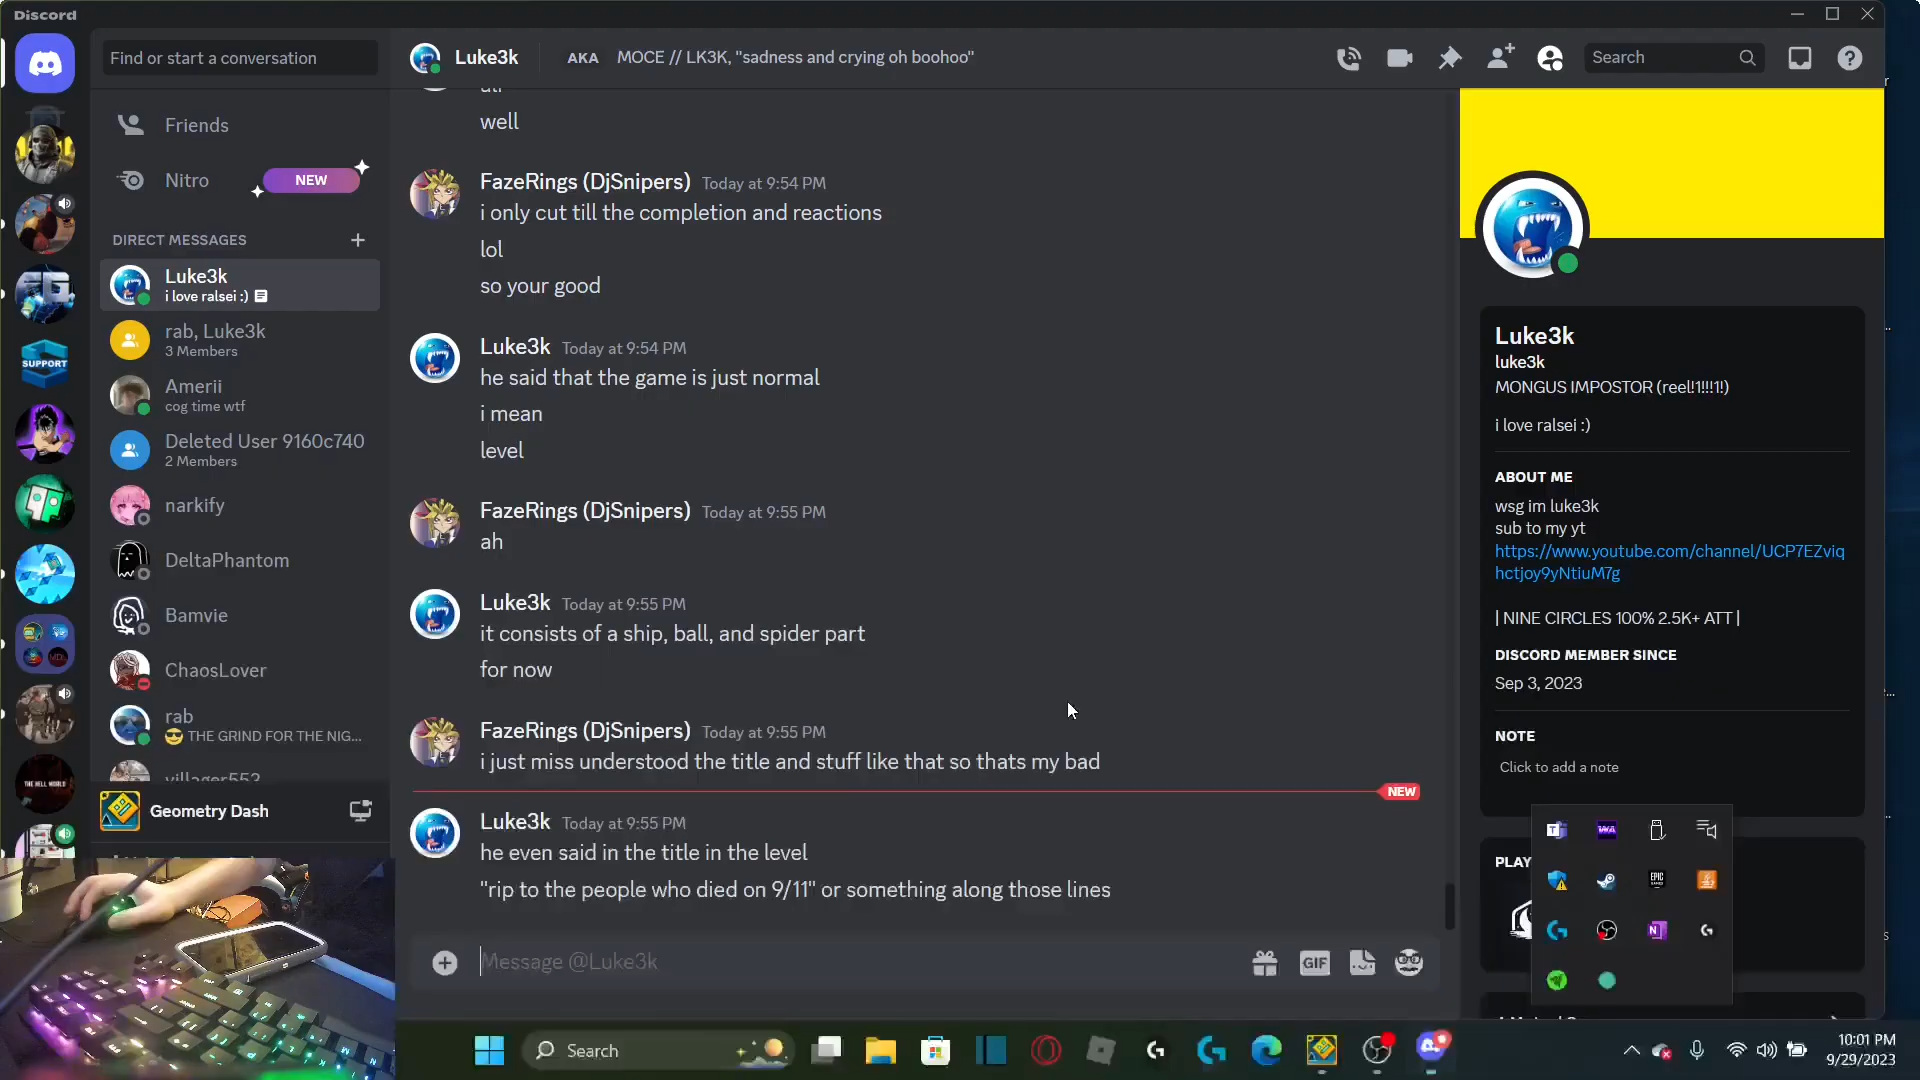 Discord
Find or start a conversation
Friends
Nitro
NEW
DIRECT MESSAGES
Luke3k
i love ralsei :)
rab, Luke3k
3 Members
Amerii
cog time wtf
Deleted User 9160c740
2 Members
narkify
DeltaPhantom
Bamvie
ChaosLover
rab
😎 THE GRIND FOR THE NIG...
villager553
Geometry Dash
SUPPORT
THE HELL WORLD
Luke3k
AKA MOCE // LK3K, "sadness and crying oh boohoo"
Search
well
FazeRings (DjSnipers) Today at 9:54 PM
i only cut till the completion and reactions
lol
so your good
Luke3k Today at 9:54 PM
he said that the game is just normal
i mean
level
FazeRings (DjSnipers) Today at 9:55 PM
ah
Luke3k Today at 9:55 PM
it consists of a ship, ball, and spider part
for now
FazeRings (DjSnipers) Today at 9:55 PM
i just miss understood the title and stuff like that so thats my bad
NEW
Luke3k Today at 9:55 PM
he even said in the title in the level
"rip to the people who died on 9/11" or something along those lines
Message @Luke3k
GIF
Luke3k
luke3k
MONGUS IMPOSTOR (reel!1!!!1!)
i love ralsei :)
ABOUT ME
wsg im luke3k
sub to my yt
https://www.youtube.com/channel/UCP7EZviq
hctjoy9yNtiuM7g
| NINE CIRCLES 100% 2.5K+ ATT |
DISCORD MEMBER SINCE
Sep 3, 2023
NOTE
Click to add a note
PLAY
EPIC
Search
10:01 PM
9/29/2023